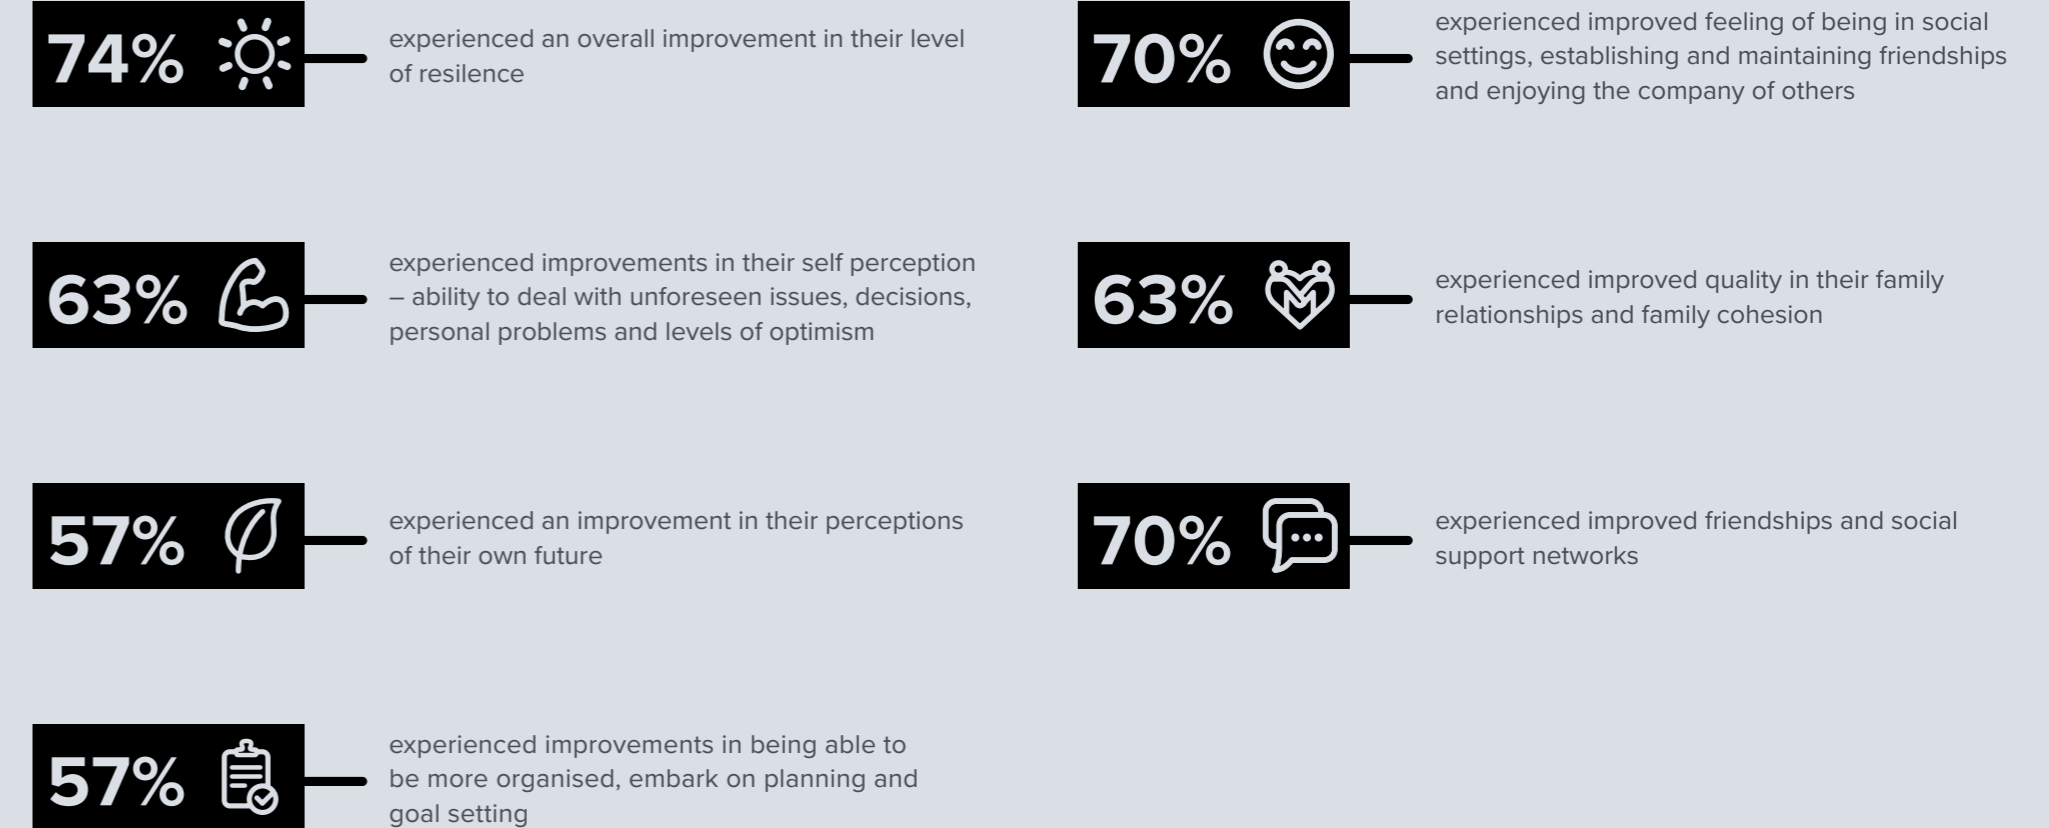 74%
experienced an overall improvement in their level
of resilence
63%
experienced improvements in their self perception
– ability to deal with unforeseen issues, decisions,
personal problems and levels of optimism
57%
experienced an improvement in their perceptions
of their own future
57%
experienced improvements in being able to
be more organised, embark on planning and
goal setting
70%
experienced improved feeling of being in social
settings, establishing and maintaining friendships
and enjoying the company of others
63%
experienced improved quality in their family
relationships and family cohesion
70%
experienced improved friendships and social
support networks